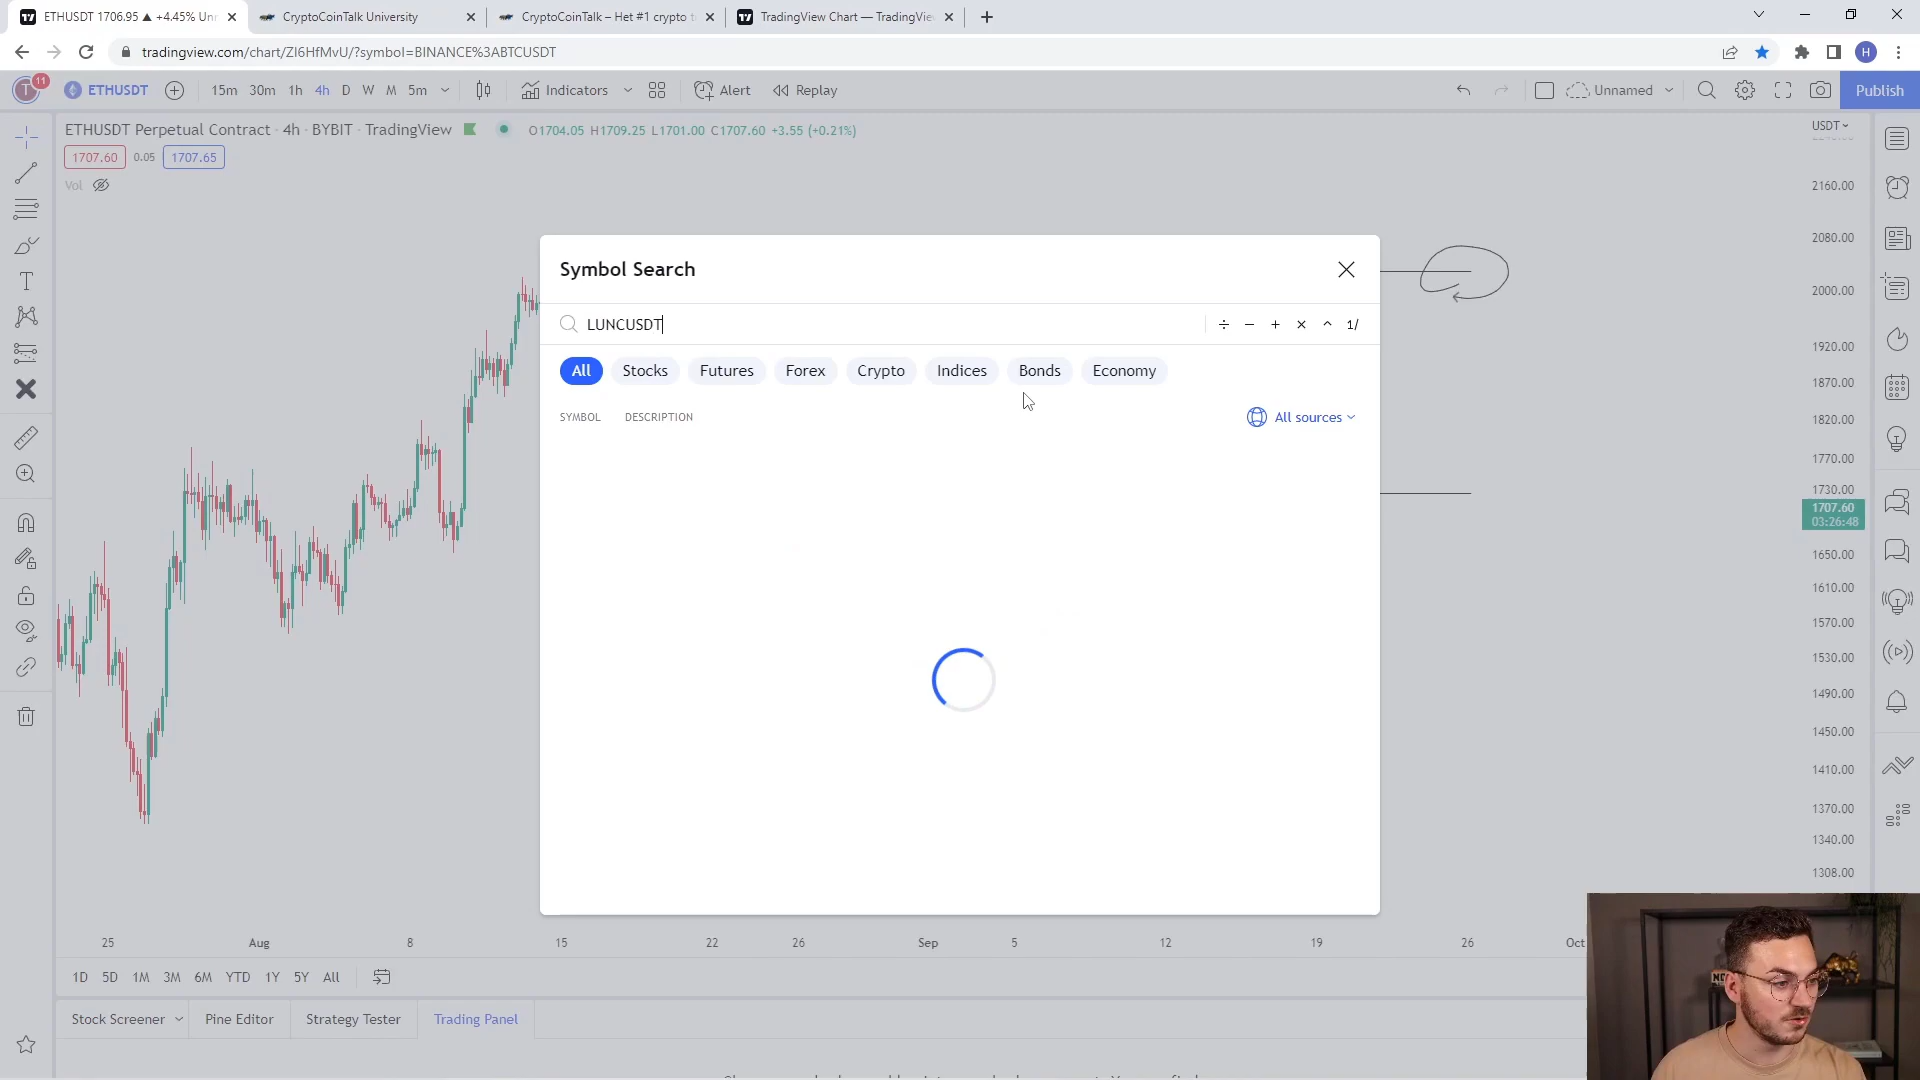 ETHUSDT 1706.95 ▲ +4.45% Unn
CryptoCoinTalk University
CryptoCoinTalk – Het #1 crypto t
TradingView Chart — TradingVie
tradingview.com/chart/ZI6HfMvU/?symbol=BINANCE%3ABTCUSDT
H
11
T
ETHUSDT
15m 30m 1h 4h D W M 5m
Indicators
Alert
Replay
Unnamed
Publish
ETHUSDT Perpetual Contract · 4h · BYBIT · TradingView
O1704.05 H1709.25 L1701.00 C1707.60 +3.55 (+0.21%)
USDT
1707.60 0.05 1707.65
Vol
Symbol Search
LUNCUSDT
÷ − + × ^ 1/
All Stocks Futures Forex Crypto Indices Bonds Economy
SYMBOL DESCRIPTION
All sources
2160.00
2080.00
2000.00
1920.00
1870.00
1820.00
1770.00
1730.00
1707.60
03:26:48
1650.00
1610.00
1570.00
1530.00
1490.00
1450.00
1410.00
1370.00
1340.00
1308.00
25 Aug 8 15 22 26 Sep 5 12 19 26 Oct
1D 5D 1M 3M 6M YTD 1Y 5Y All
Stock Screener Pine Editor Strategy Tester Trading Panel